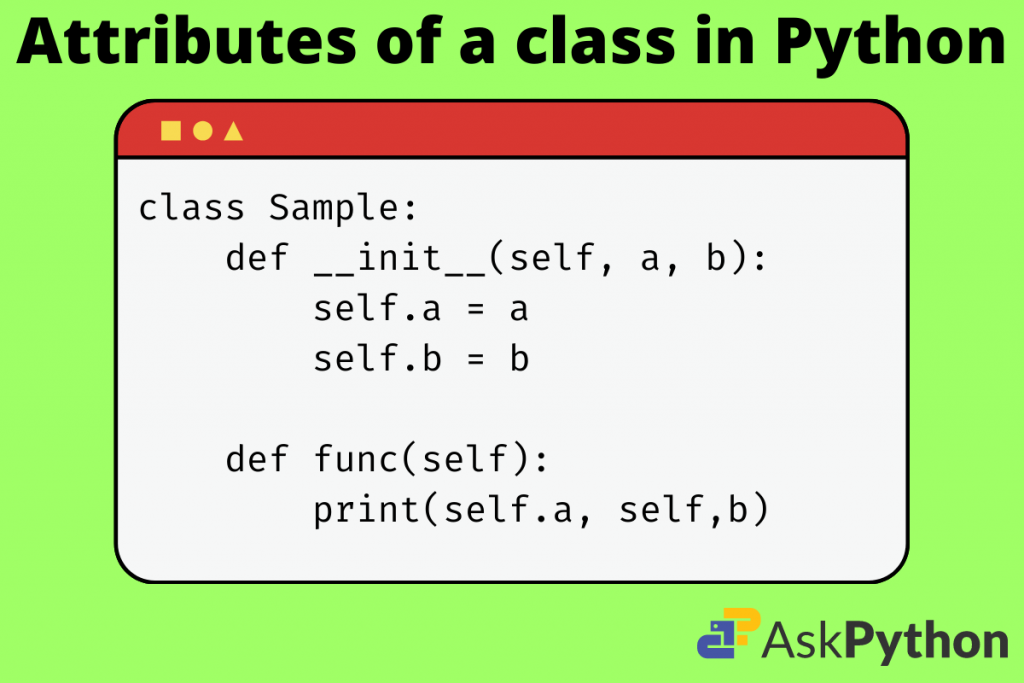 Attributes of a class in Python
class Sample:
    def __init__(self, a, b):
        self.a = a
        self.b = b
    def func(self):
        print(self.a, self,b)
AskPython